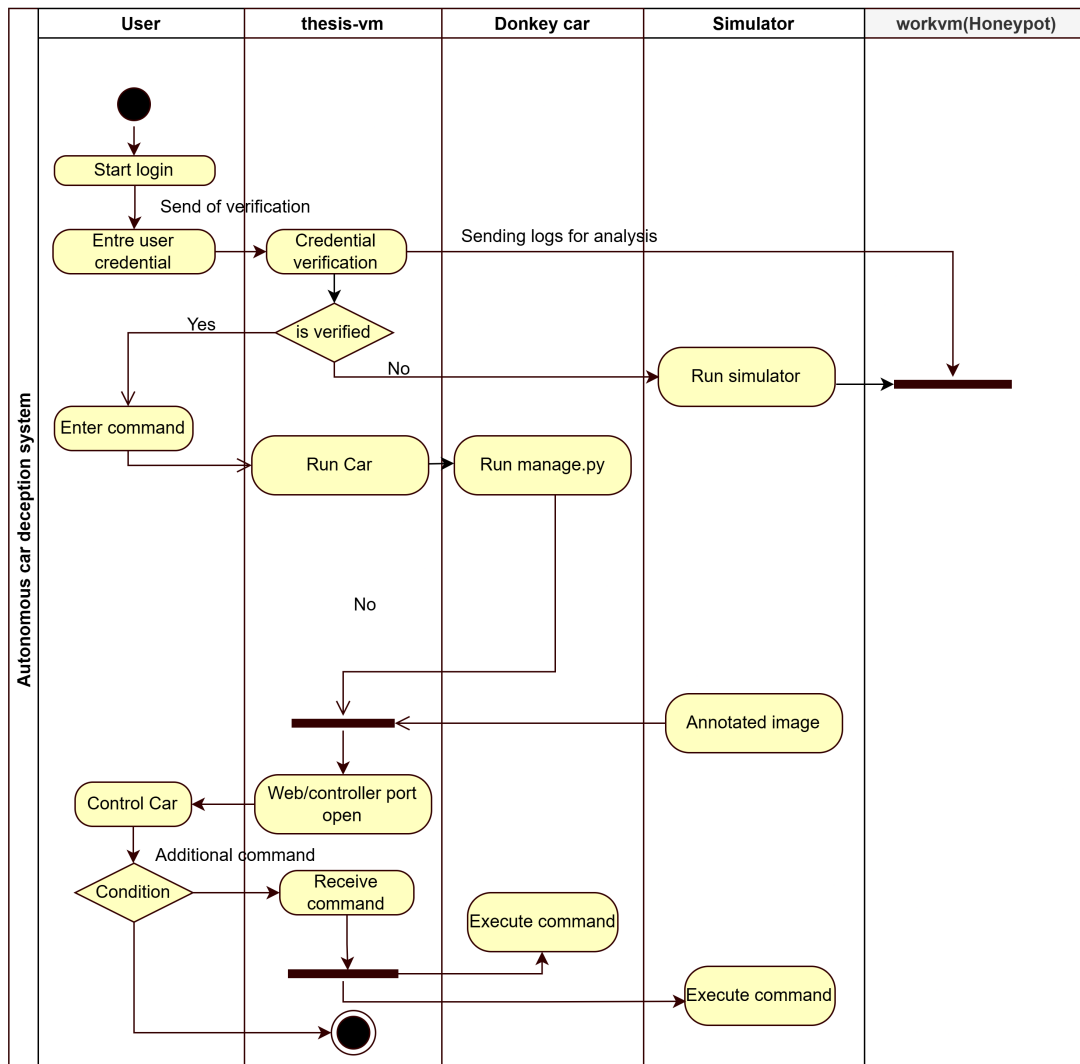 User
thesis-vm
Donkey car
Simulator
workvm(Honeypot)
Autonomous car deception system
Start login
Send of verification
Entre user
credential
Credential
verification
Sending logs for analysis
is verified
Yes
No
Run simulator
Enter command
Run Car
Run manage.py
No
Annotated image
Control Car
Web/controller port
open
Additional command
Condition
Receive
command
Execute command
Execute command